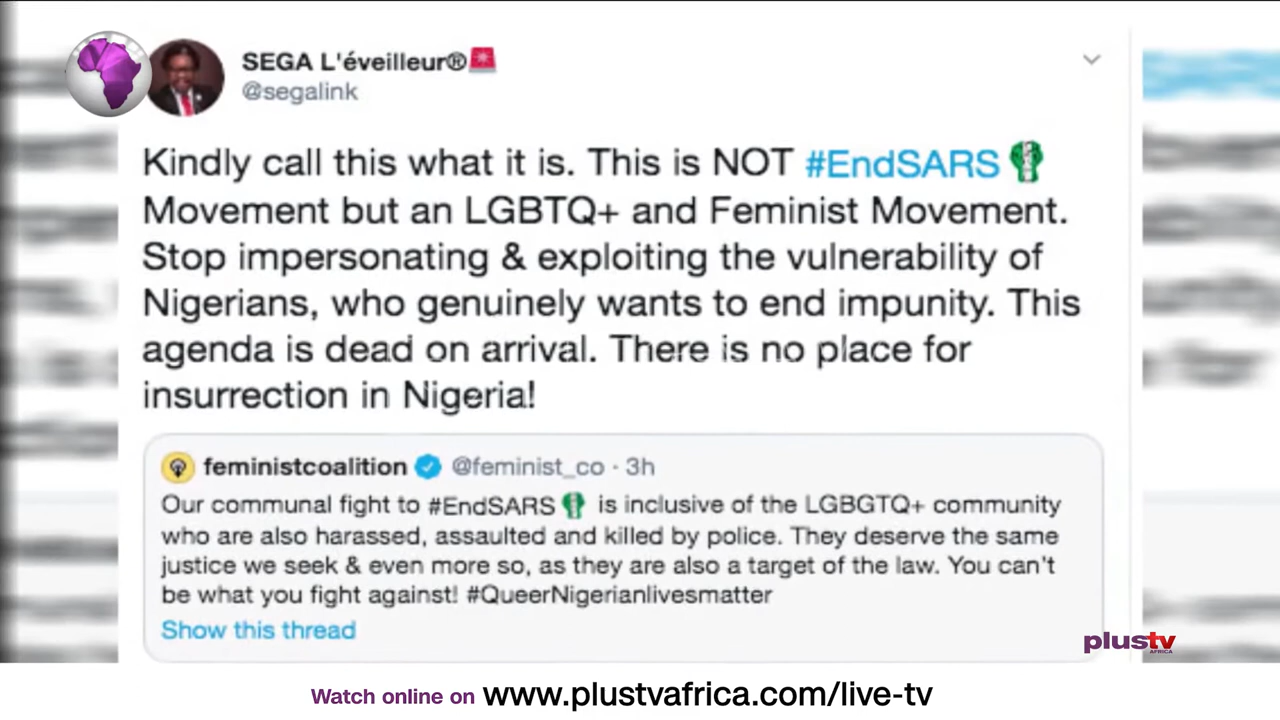 SEGA L'éveilleur®
@segalink
Kindly call this what it is. This is NOT #EndSARS
Movement but an LGBTQ+ and Feminist Movement.
Stop impersonating & exploiting the vulnerability of
Nigerians, who genuinely wants to end impunity. This
agenda is dead on arrival. There is no place for
insurrection in Nigeria!
feministcoalition @feminist_co · 3h
Our communal fight to #EndSARS is inclusive of the LGBGTQ+ community
who are also harassed, assaulted and killed by police. They deserve the same
justice we seek & even more so, as they are also a target of the law. You can't
be what you fight against! #QueerNigerianlivesmatter
Show this thread
plustv
AFRICA
Watch online on www.plustvafrica.com/live-tv